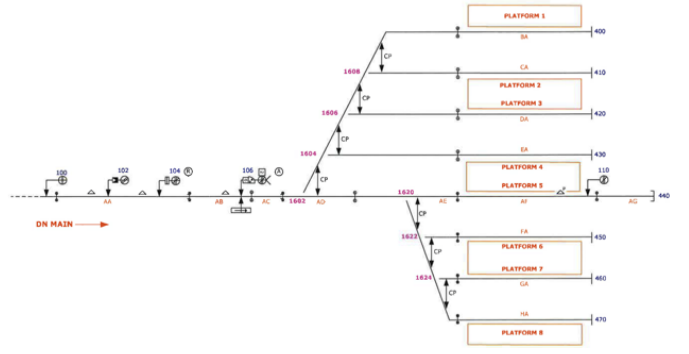 PLATFORM 1
400
BA
CP
1608
CA
410
CP
PLATFORM 2
1606
PLATFORM 3
420
DA
CP
1604
EA
430
CP
PLATFORM 4
100
102
104
R
106
A
110
1602
1620
PLATFORM 5
AA
AB
AC
AD
AE
AF
AG
440
DN MAIN
CP
1622
FA
450
CP
PLATFORM 6
1624
PLATFORM 7
460
GA
CP
HA
470
PLATFORM 8